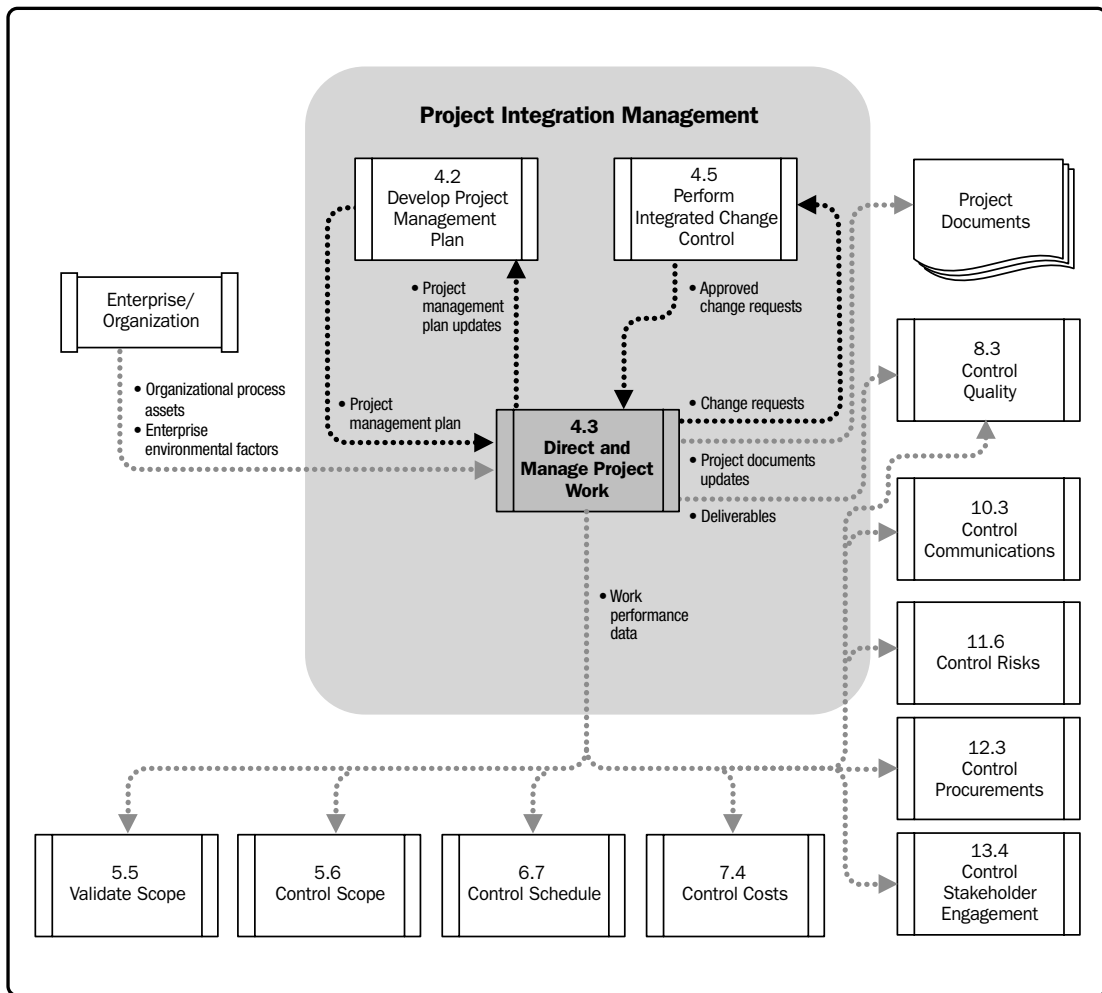 Project Integration Management
4.2
Develop Project
Management
Plan
4.5
Perform
Integrated Change
Control
Project
Documents
Enterprise/
Organization
• Project
management
plan updates
• Approved
change requests
8.3
Control
Quality
• Organizational process
assets
• Enterprise
environmental factors
• Project
management plan
• Change requests
4.3
Direct and
Manage Project
Work
• Project documents
updates
• Deliverables
10.3
Control
Communications
• Work
performance
data
11.6
Control Risks
12.3
Control
Procurements
5.5
Validate Scope
5.6
Control Scope
6.7
Control Schedule
7.4
Control Costs
13.4
Control
Stakeholder
Engagement